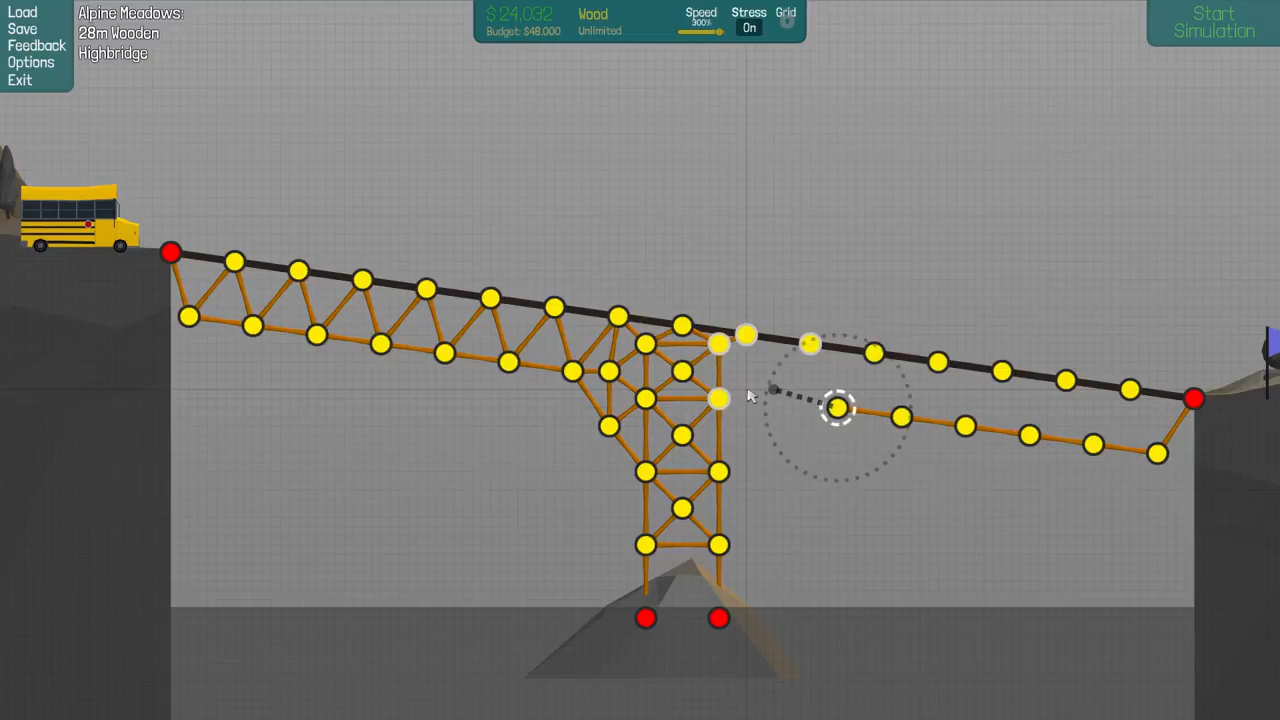 Load
Save
Feedback
Options
Exit
Alpine Meadows:
28m Wooden
Highbridge
$ 24,032
Budget: $48,000
Wood
Unlimited
Speed
300%
Stress
On
Grid
Start
Simulation